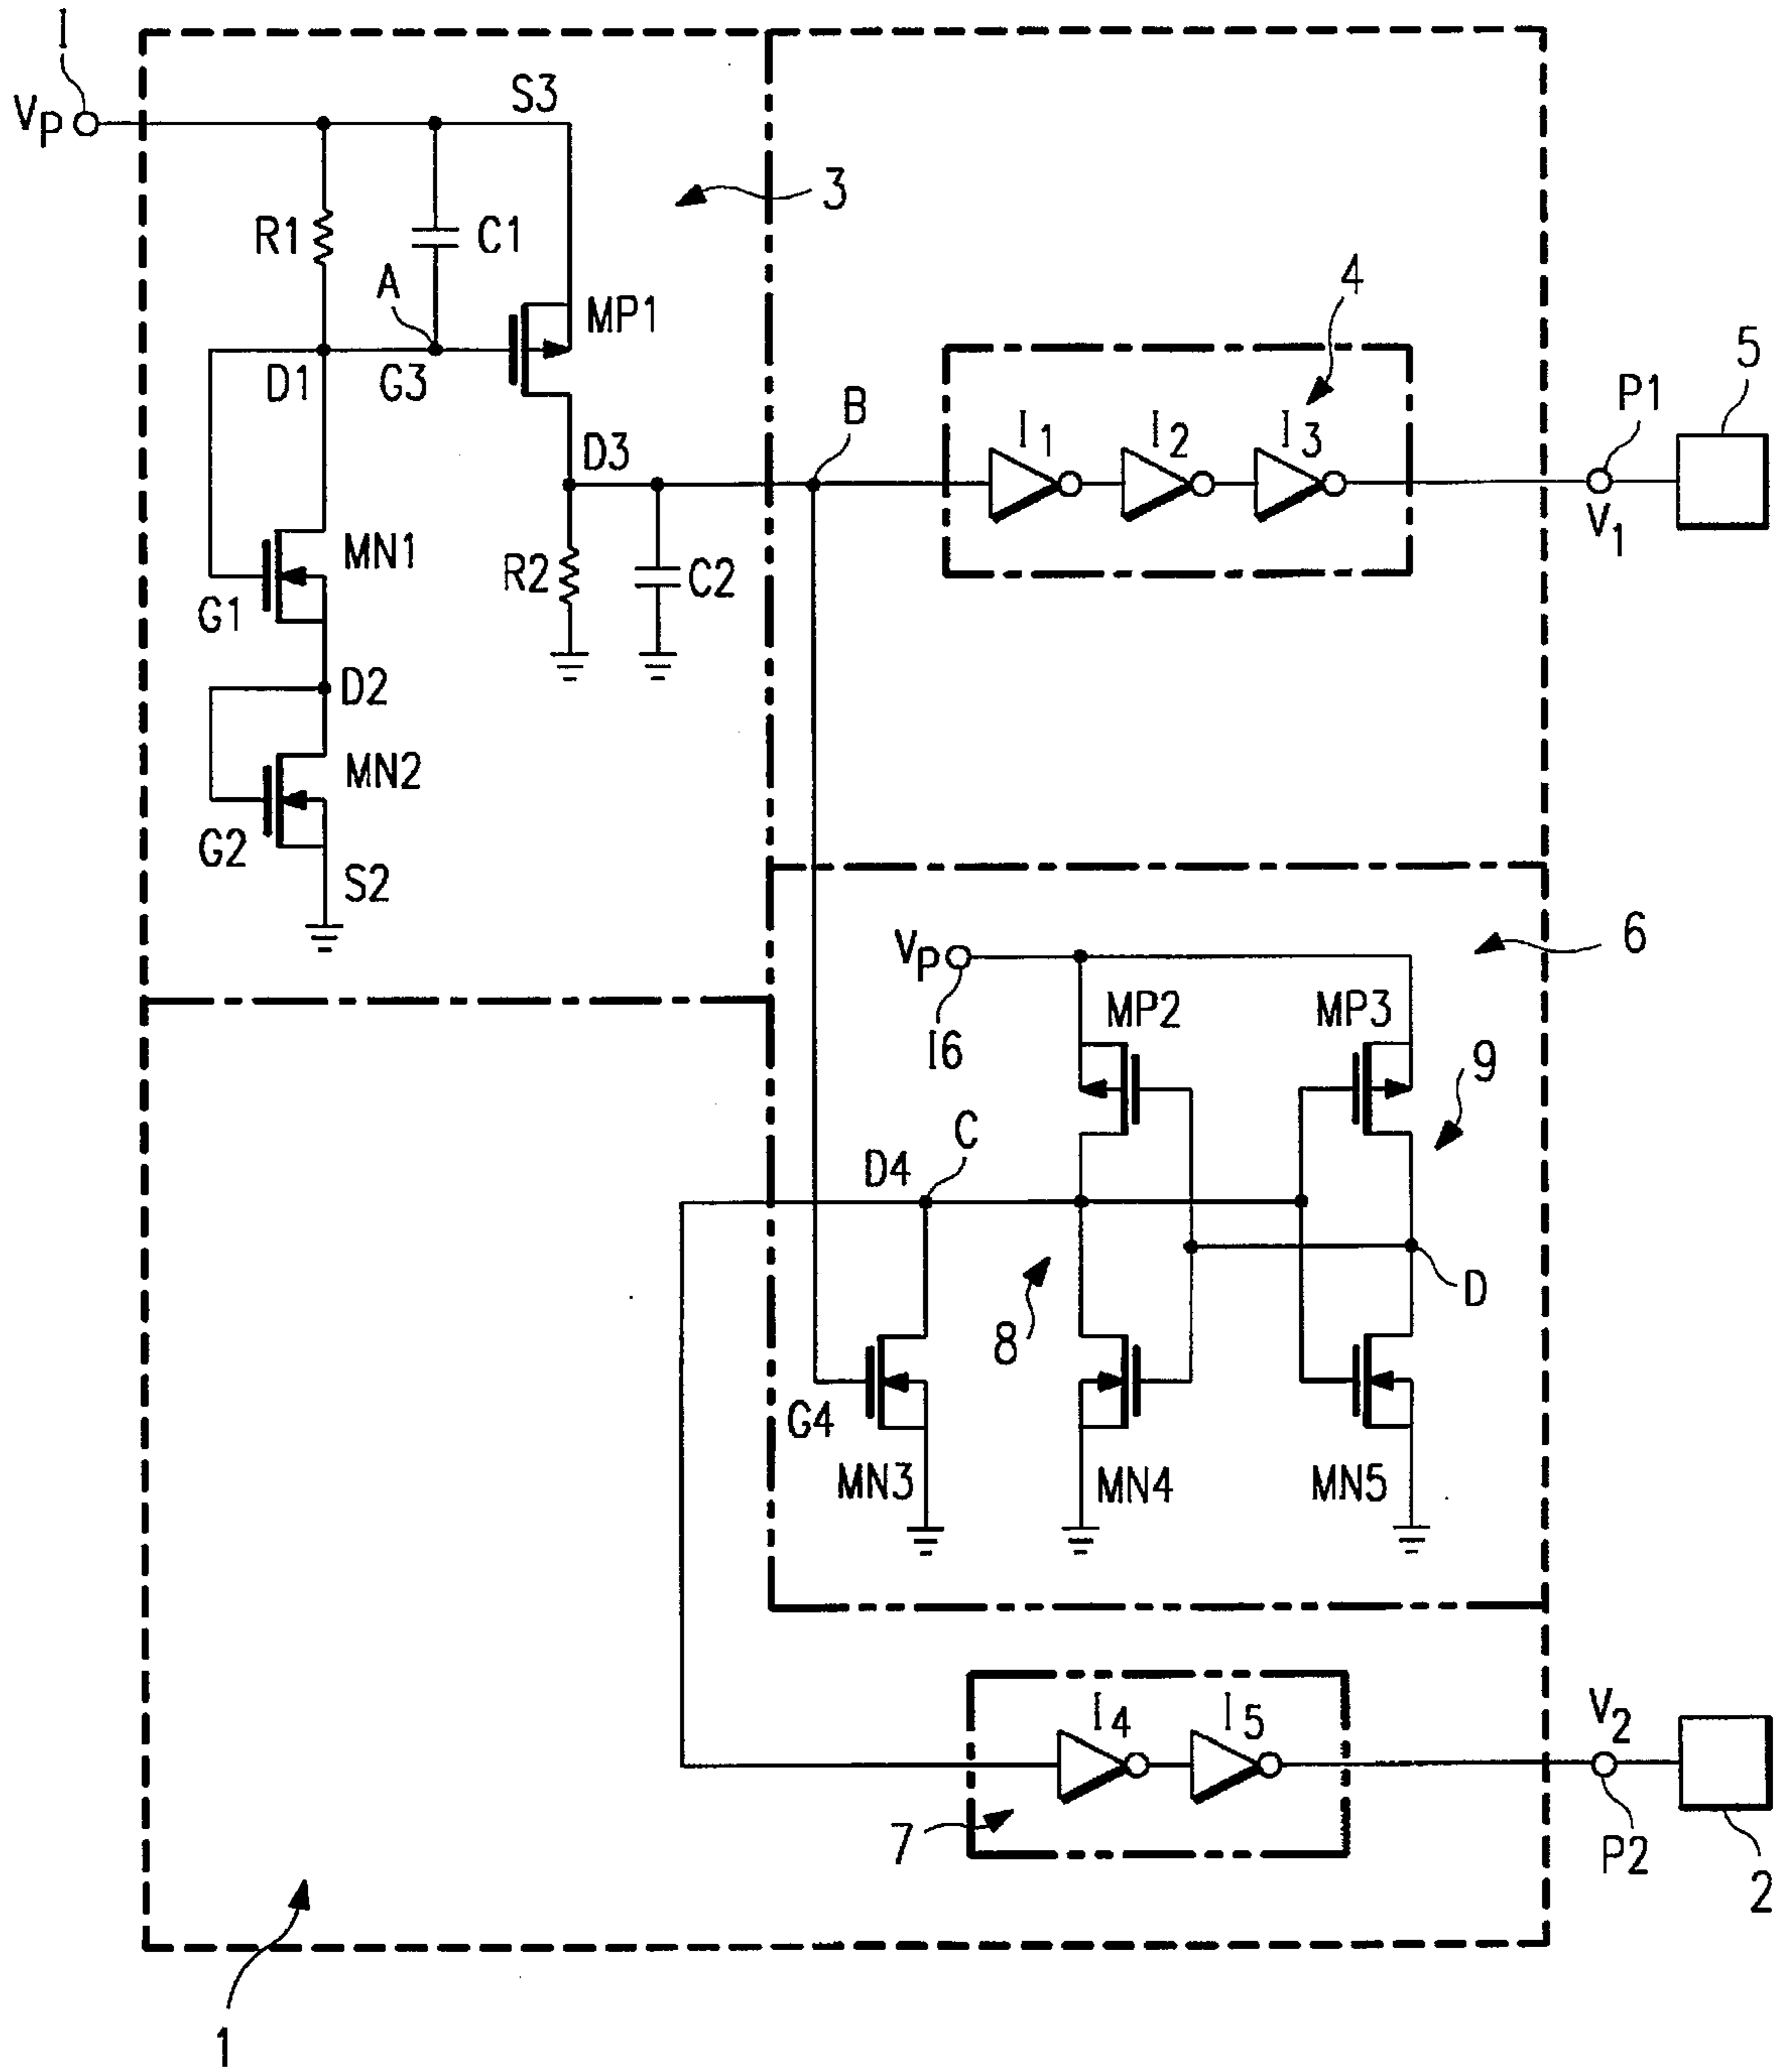 I
VP
S3
3
R1
C1
A
MP1
4
5
D1
G3
B
I1
I2
I3
P1
D3
V1
MN1
R2
C2
G1
D2
MN2
G2
S2
VP
6
I6
MP2
MP3
9
C
D4
8
D
G4
MN3
MN4
MN5
I4
I5
V2
7
P2
2
1